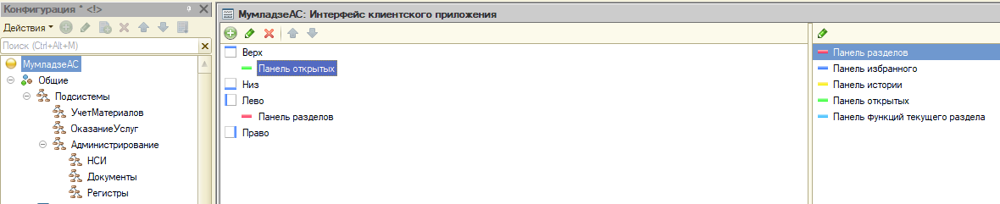 Конфигурация * <!>
Действия
Поиск (Ctrl+Alt+M)
МумладзеАС
Общие
Подсистемы
УчетМатериалов
ОказаниеУслуг
Администрирование
НСИ
Документы
Регистры
МумладзеАС: Интерфейс клиентского приложения
Верх
Панель открытых
Низ
Лево
Панель разделов
Право
Панель разделов
Панель избранного
Панель истории
Панель открытых
Панель функций текущего раздела